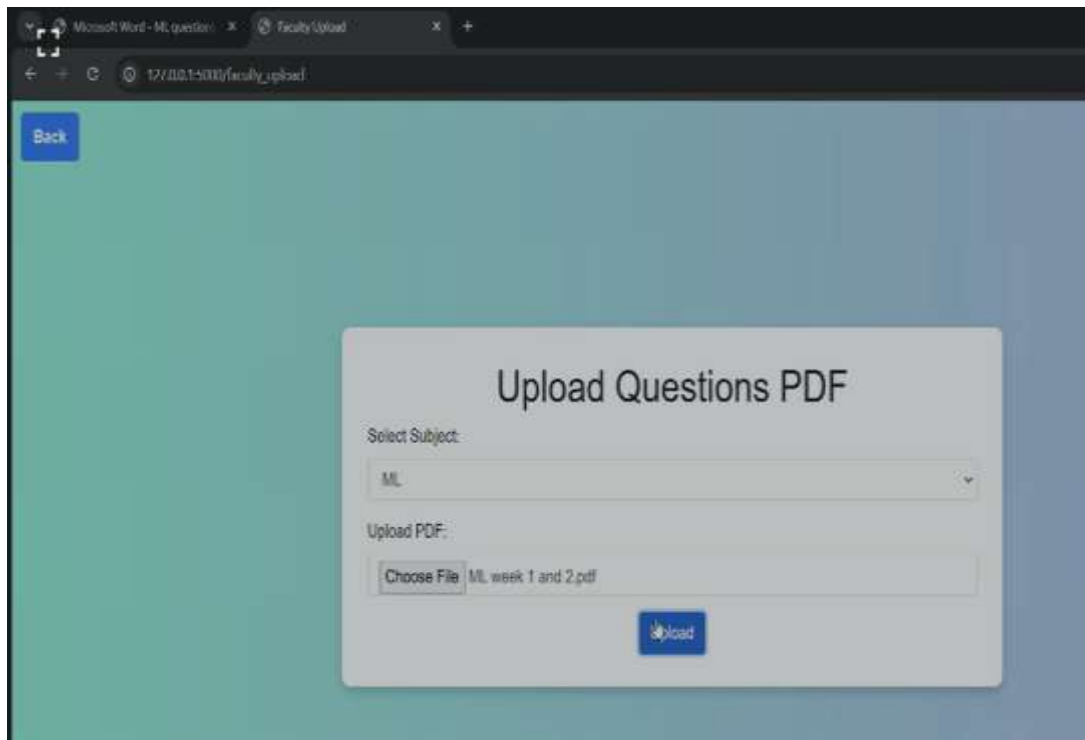 Microsoft Word - ML question
Faculty Upload
127.0.0.1:5000/faculty_upload
Back
Upload Questions PDF
Select Subject:
ML
Upload PDF:
Choose File ML week 1 and 2.pdf
Upload